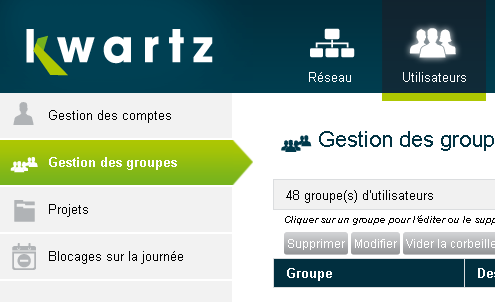 kwartz
Réseau
Utilisateurs
Gestion des comptes
Gestion des groupes
Projets
Blocages sur la journée
Gestion des group
48 groupe(s) d'utilisateurs
Cliquer sur un groupe pour l'éditer ou le supp
Supprimer Modifier Vider la corbeille
Groupe Des